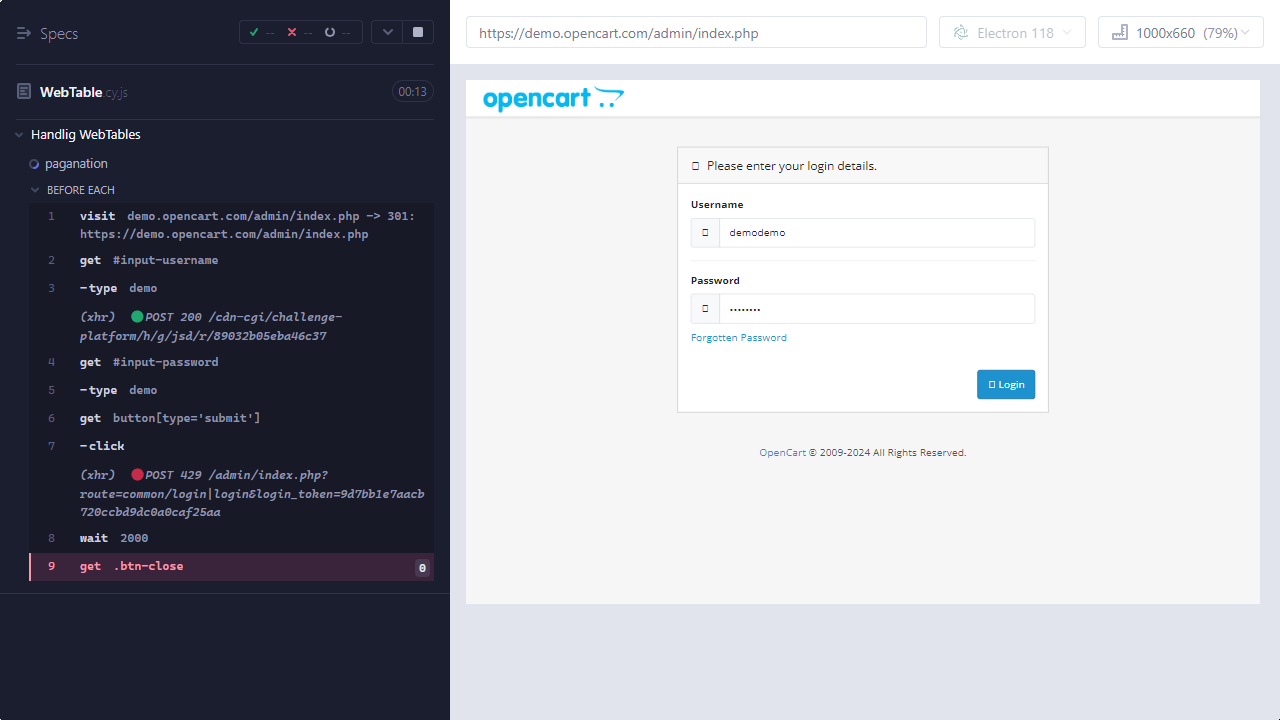 Specs
-- -- --
WebTable.cy.js 00:13
Handlig WebTables
paganation
BEFORE EACH
1 visit demo.opencart.com/admin/index.php -> 301:
https://demo.opencart.com/admin/index.php
2 get #input-username
3 -type demo
(xhr) POST 200 /cdn-cgi/challenge-
platform/h/g/jsd/r/89032b05eba46c37
4 get #input-password
5 -type demo
6 get button[type='submit']
7 -click
(xhr) POST 429 /admin/index.php?
route=common/login|login&login_token=9d7bb1e7aacb
720ccbd9dc0a0caf25aa
8 wait 2000
9 get .btn-close 0
https://demo.opencart.com/admin/index.php
Electron 118
1000x660 (79%)
opencart
Please enter your login details.
Username
demodemo
Password
••••••••
Forgotten Password
Login
OpenCart © 2009-2024 All Rights Reserved.